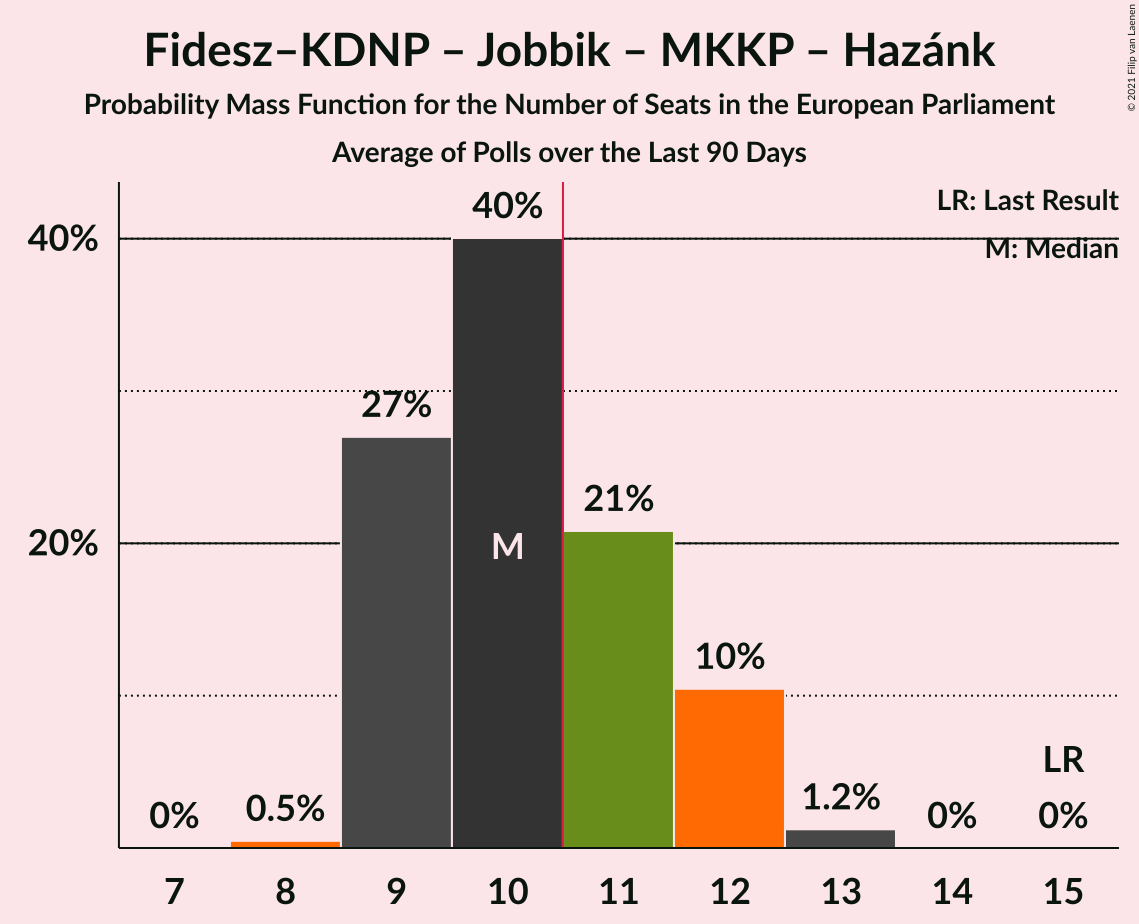 Fidesz–KDNP – Jobbik – MKKP – Hazánk
Probability Mass Function for the Number of Seats in the European Parliament
Average of Polls over the Last 90 Days
© 2021 Filip van Laenen
LR: Last Result
M: Median
40%
20%
0%
0.5%
27%
40%
M
21%
10%
1.2%
0%
LR
0%
7 8 9 10 11 12 13 14 15